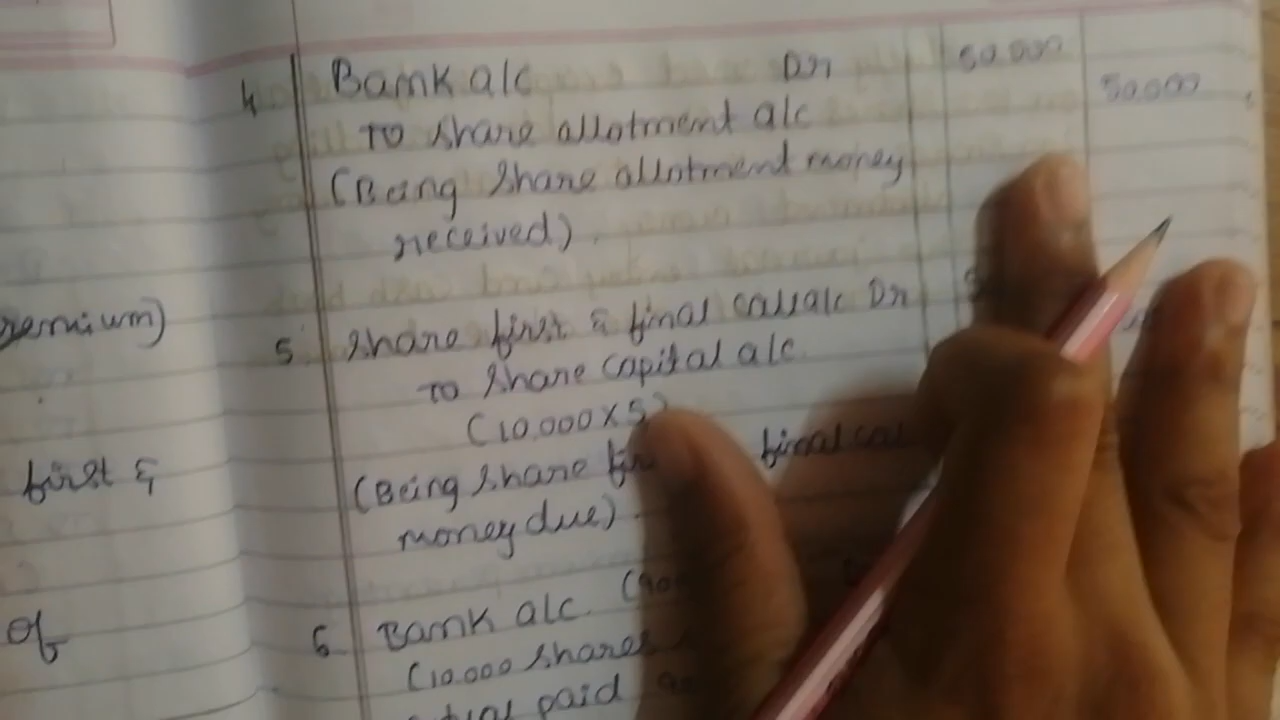 4 Bank a/c Dr 50.000
50.000
To share allotment a/c
(Being share allotment money
received)
5 share first & final call a/c Dr
To share capital a/c
(10.000 X 5)
(Being share final cal
money due)
6 Bank a/c. (90
(10.000 shares
paid
remium)
first &
of